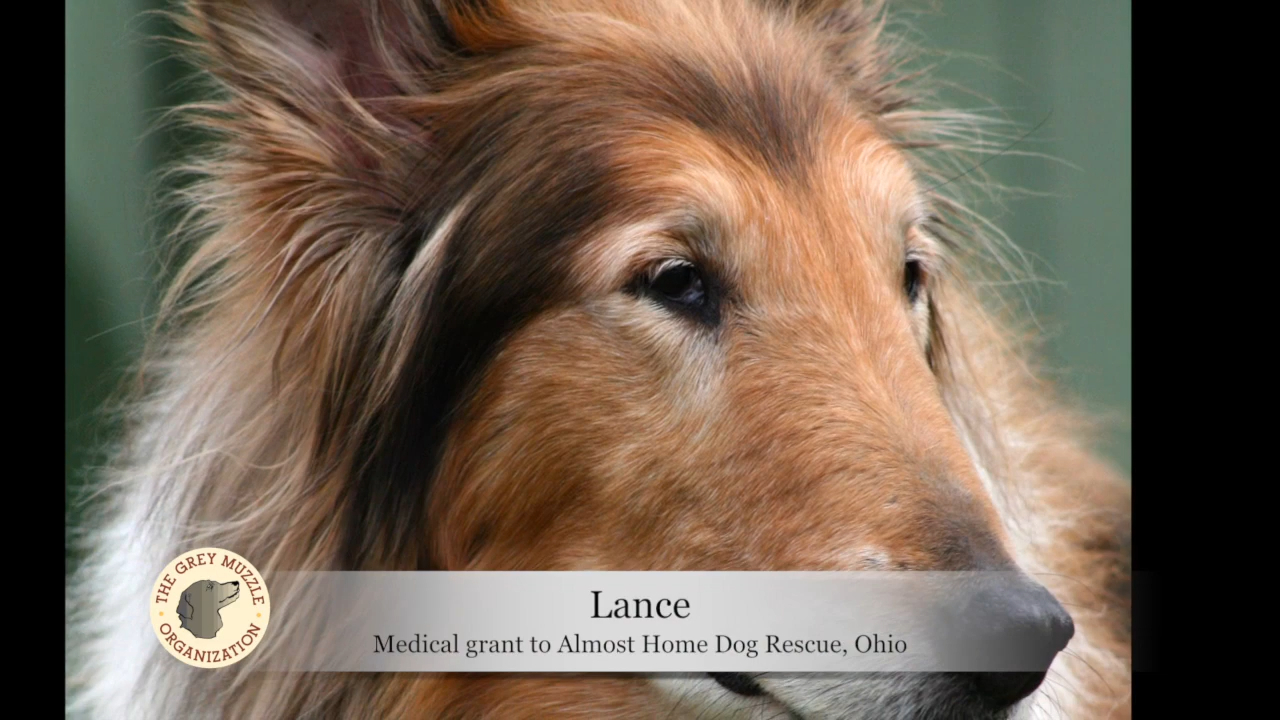 THE GREY MUZZLE
ORGANIZATION
Lance
Medical grant to Almost Home Dog Rescue, Ohio